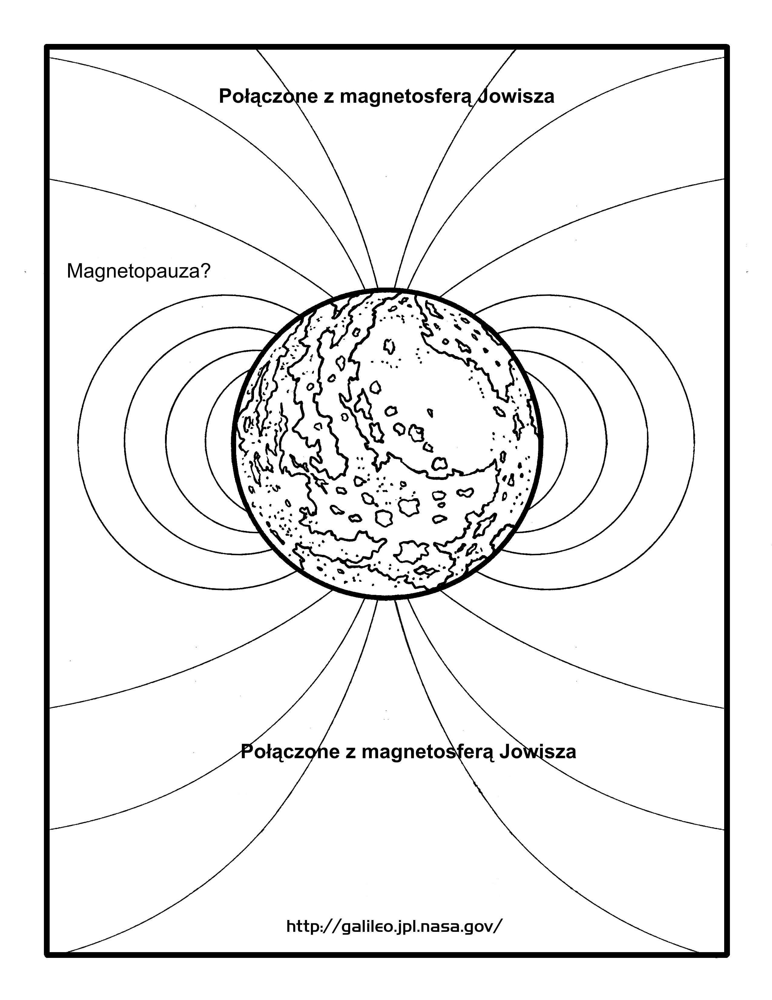 Połączone z magnetosferą Jowisza
Magnetopauza?
Połączone z magnetosferą Jowisza
http://galileo.jpl.nasa.gov/